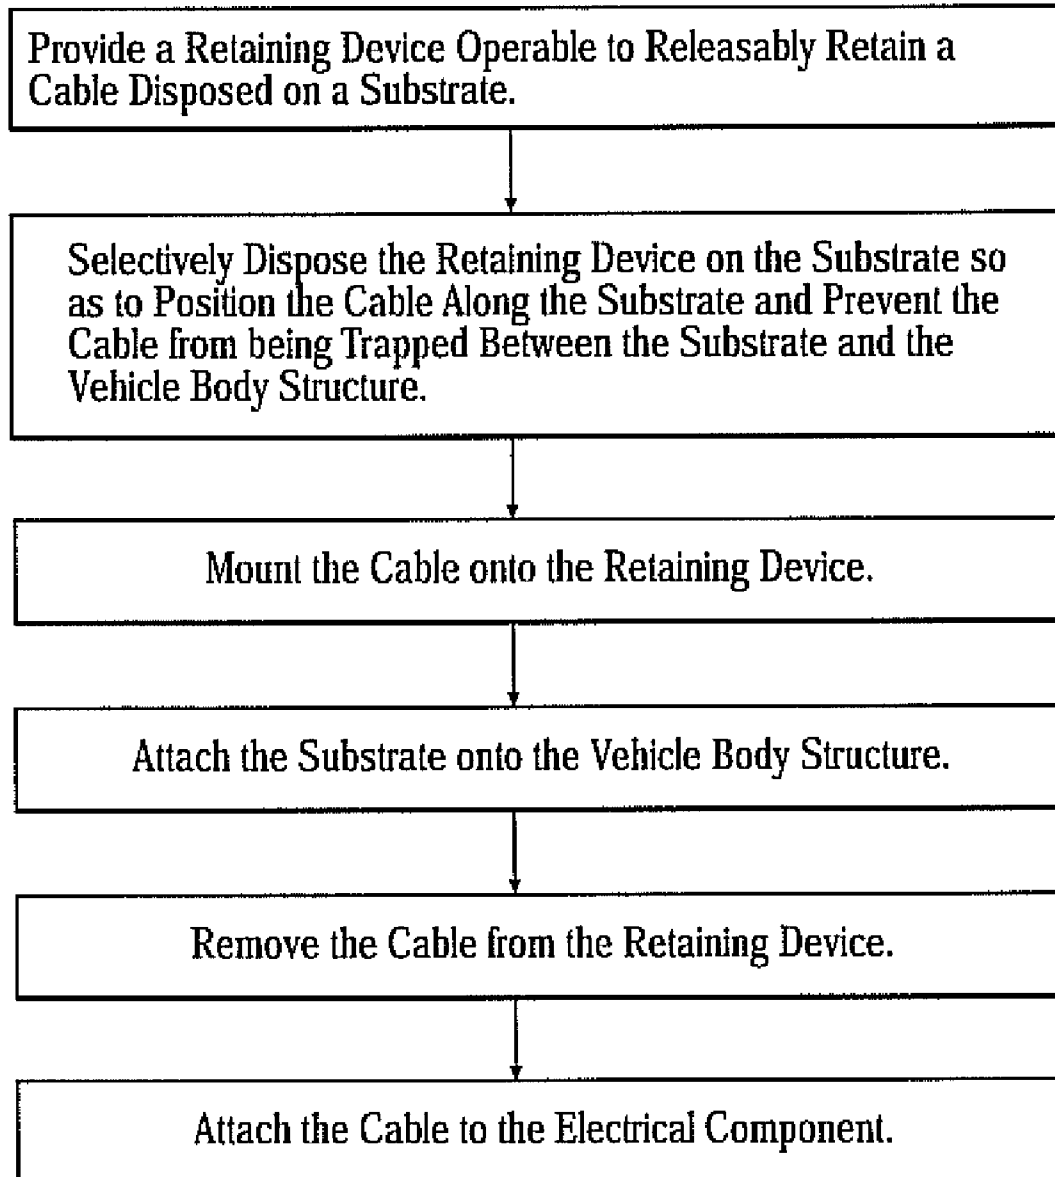 Provide a Retaining Device Operable to Releasably Retain a
Cable Disposed on a Substrate.
Selectively Dispose the Retaining Device on the Substrate so
as to Position the Cable Along the Substrate and Prevent the
Cable from being Trapped Between the Substrate and the
Vehicle Body Structure.
Mount the Cable onto the Retaining Device.
Attach the Substrate onto the Vehicle Body Structure.
Remove the Cable from the Retaining Device.
Attach the Cable to the Electrical Component.